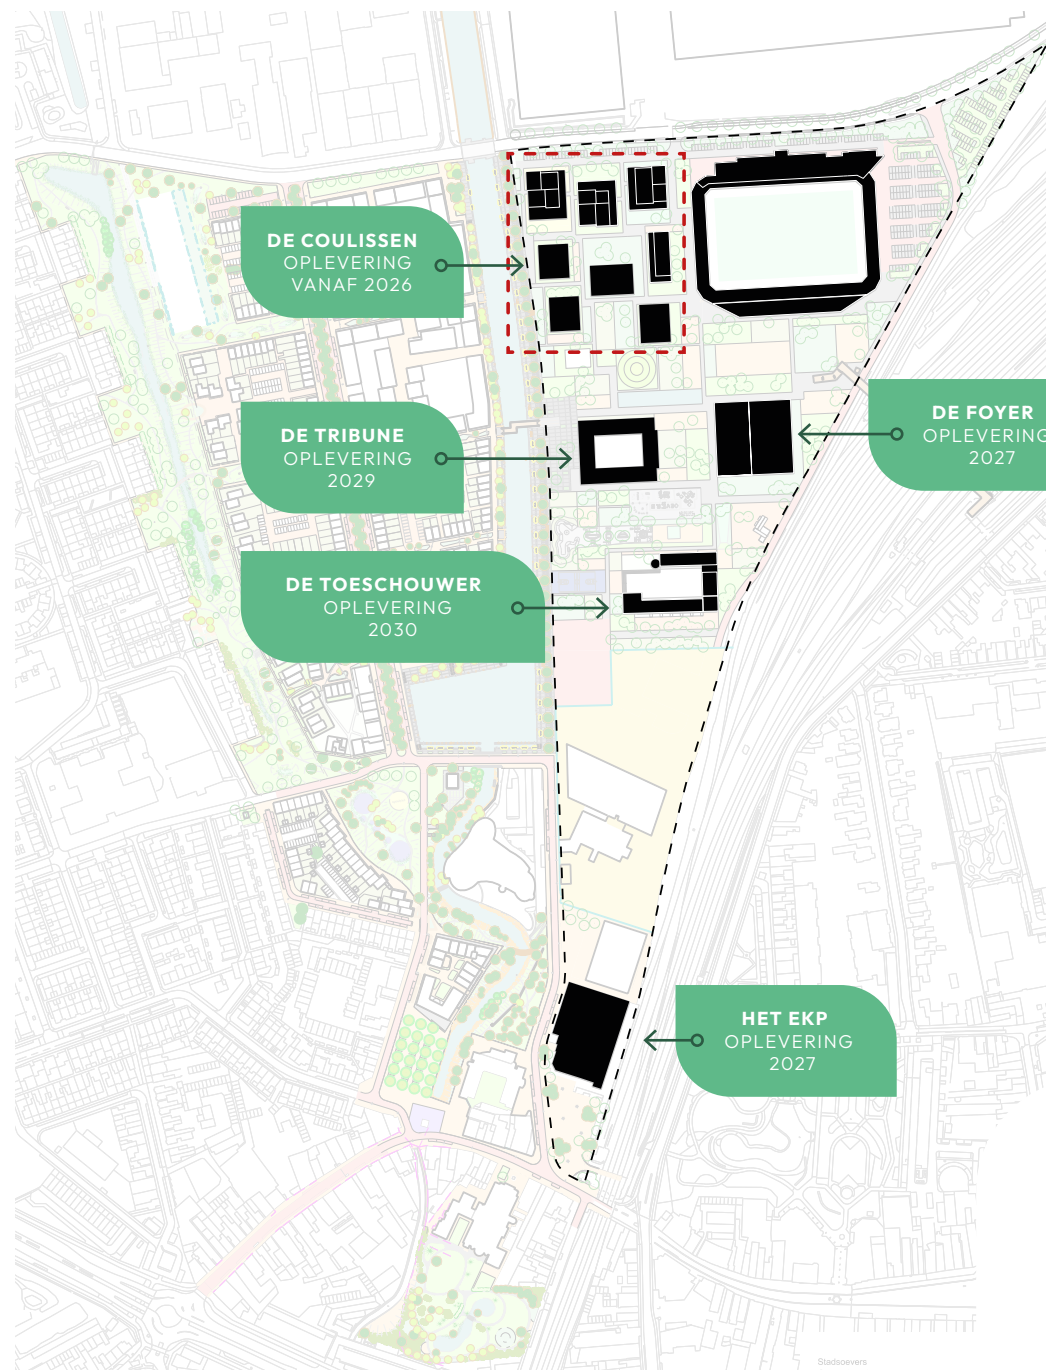 DE COULISSEN
OPLEVERING
VANAF 2026
DE FOYER
OPLEVERING
2027
DE TRIBUNE
OPLEVERING
2029
DE TOESCHOUWER
OPLEVERING
2030
HET EKP
OPLEVERING
2027
Stadsoevers